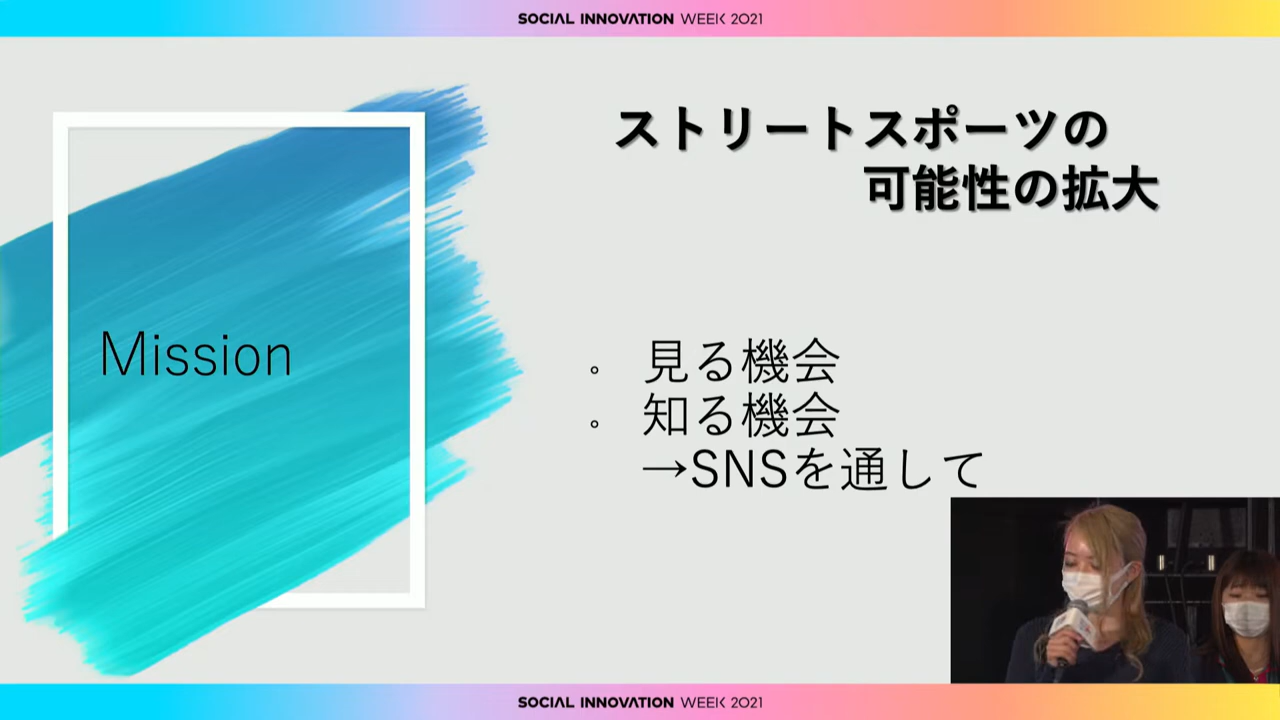 SOCIAL INNOVATION WEEK 2021
ストリートスポーツの
可能性の拡大
Mission
。 見る機会
。 知る機会
→SNSを通して
SOCIAL INNOVATION WEEK 2021